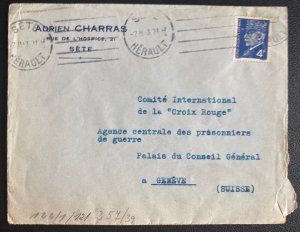 SÈTE
HÉRAULT
ADRIEN CHARRAS
RUE DE L'HOSPICE, 21
SÈTE
4F
Comité International
de la "Croix Rouge"
Agence centrale des prisonniers
de guerre
Palais du Conseil Général
a GENÈVE
(SUISSE)